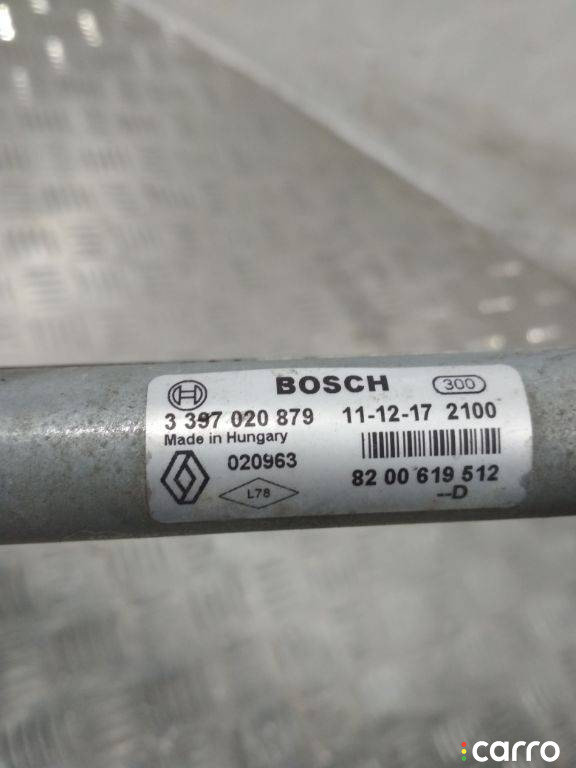 BOSCH 300
3 397 020 879 11-12-17 2100
Made in Hungary
020963
L78
82 00 619 512
--D
carro